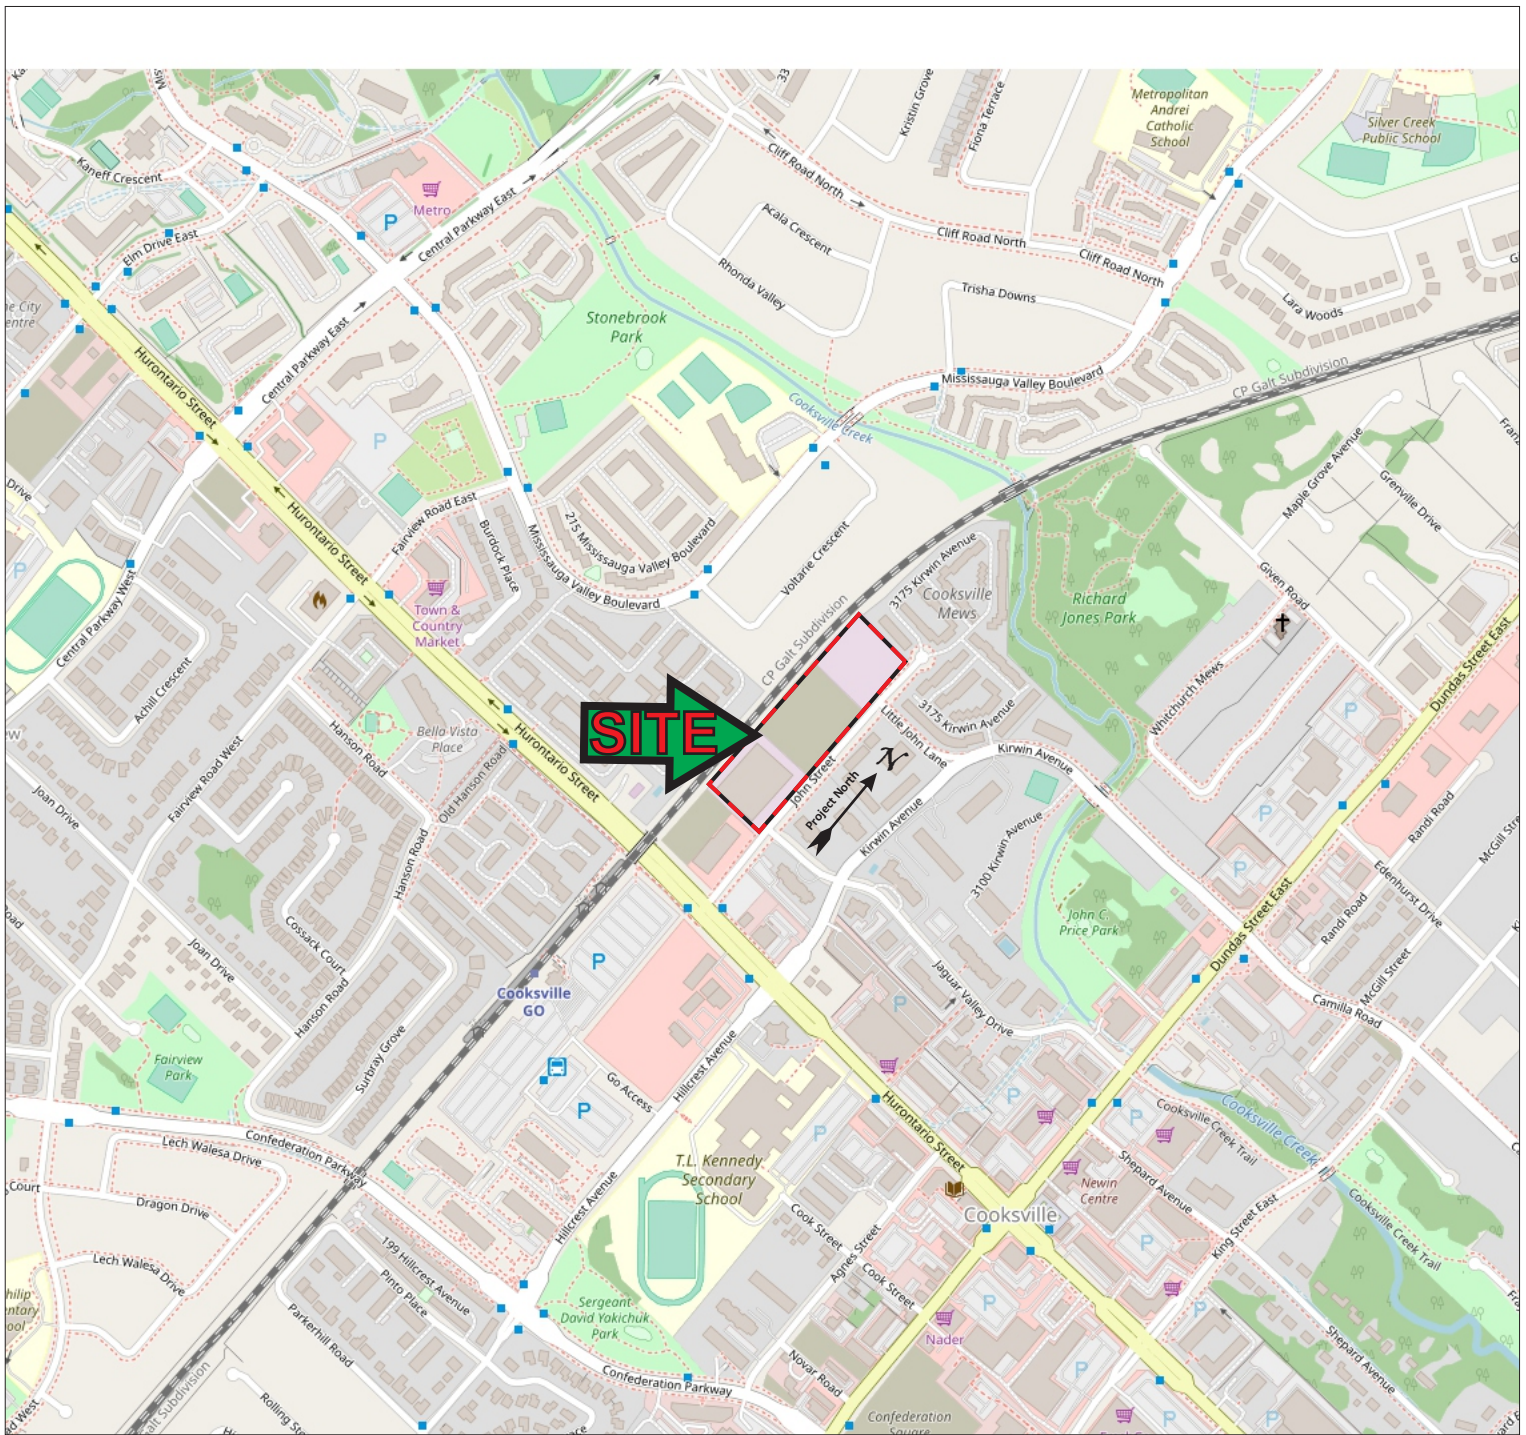 Kaneff Crescent
Metro
P
Central Parkway East
Elm Drive East
Hurontario Street
Central Parkway East
P
Stonebrook
Park
Kristin Grove
Fiona Terrace
Metropolitan
Andrei
Catholic
School
Silver Creek
Public School
Cliff Road North
Acala Crescent
Cliff Road North
Cliff Road North
Rhonda Valley
Trisha Downs
Lara Woods
Mississauga Valley Boulevard
CP Galt Subdivision
Cooksville Creek
Maple Grove Avenue
Grenville Drive
Drive
P
Hurontario Street
Fairview Road East
Burdock Place
215 Mississauga Valley Boulevard
Mississauga Valley Boulevard
Voltarie Crescent
3175 Kirwin Avenue
Cooksville
Mews
Richard
Jones Park
Given Road
Central Parkway West
Town &
Country
Market
CP Galt Subdivision
Achill Crescent
Whitchurch Mews
Dundas Street East
SITE
Hanson Road
Bella Vista
Place
Old Hanson Road
Hurontario Street
3175 Kirwin Avenue
Little John Lane
N
Project North
John Street
Kirwin Avenue
P
Fairview Road West
Joan Drive
Hanson Road
Kirwin Avenue
3100 Kirwin Avenue
P
Randi Road
Edenhurst Drive
Randi Road
McGill Street
John C.
Price Park
Dundas Street East
Cossack Court
Joan Drive
Hanson Road
Surbray Grove
P
Cooksville
GO
P
Jaguar Valley Drive
Camilla Road
Fairview
Park
P
Go Access
Hillcrest Avenue
Hurontario Street
Cooksville Creek
Cooksville Creek Trail
P
P
Confederation Parkway
Lech Walesa Drive
Court
Dragon Drive
T.L. Kennedy
Secondary
School
Shepard Avenue
Newin
Centre
Cooksville
King Street East
Cooksville Creek Trail
Hillcrest Avenue
Cook Street
Agnes Street
Cook Street
P
Lech Walesa Drive
199 Hillcrest Avenue
Pinto Place
Parkerhill Road
Sergeant
David Yakichuk
Park
P
P
Nader
Shepard Avenue
Novar Road
Confederation Parkway
P
Confederation
Square
P
P
Galt Subdivision